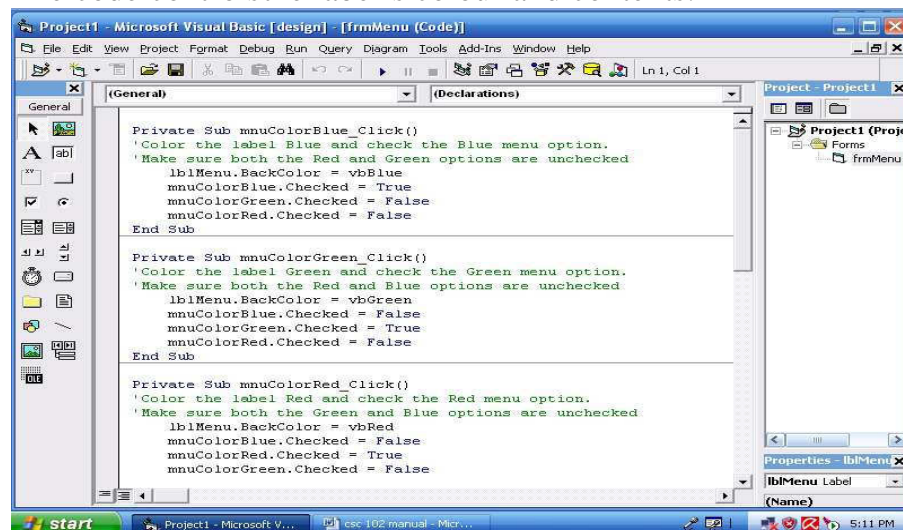 Project1 - Microsoft Visual Basic [design] - [frmMenu (Code)]
File Edit View Project Format Debug Run Query Diagram Tools Add-Ins Window Help
Ln 1, Col 1
General
(General)
(Declarations)
Private Sub mnuColorBlue_Click()
'Color the label Blue and check the Blue menu option.
'Make sure both the Red and Green options are unchecked
lblMenu.BackColor = vbBlue
mnuColorBlue.Checked = True
mnuColorGreen.Checked = False
mnuColorRed.Checked = False
End Sub
Private Sub mnuColorGreen_Click()
'Color the label Green and check the Green menu option.
'Make sure both the Red and Blue options are unchecked
lblMenu.BackColor = vbGreen
mnuColorBlue.Checked = False
mnuColorGreen.Checked = True
mnuColorRed.Checked = False
End Sub
Private Sub mnuColorRed_Click()
'Color the label Red and check the Red menu option.
'Make sure both the Green and Blue options are unchecked
lblMenu.BackColor = vbRed
mnuColorBlue.Checked = False
mnuColorRed.Checked = True
mnuColorGreen.Checked = False
Project - Project1
Project1 (Proje
Forms
frmMenu
Properties - lblMenu
lblMenu Label
(Name)
start
Project1 - Microsoft V...
csc 102 manual - Micr...
5:11 PM